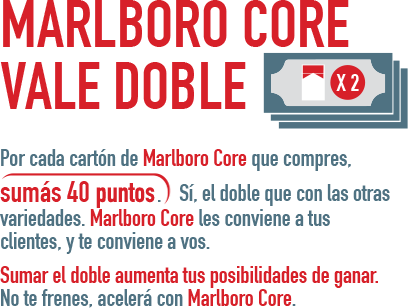 MARLBORO CORE
VALE DOBLE
X 2
Por cada cartón de Marlboro Core que compres,
sumás 40 puntos. Sí, el doble que con las otras
variedades. Marlboro Core les conviene a tus
clientes, y te conviene a vos.
Sumar el doble aumenta tus posibilidades de ganar.
No te frenes, acelerá con Marlboro Core.